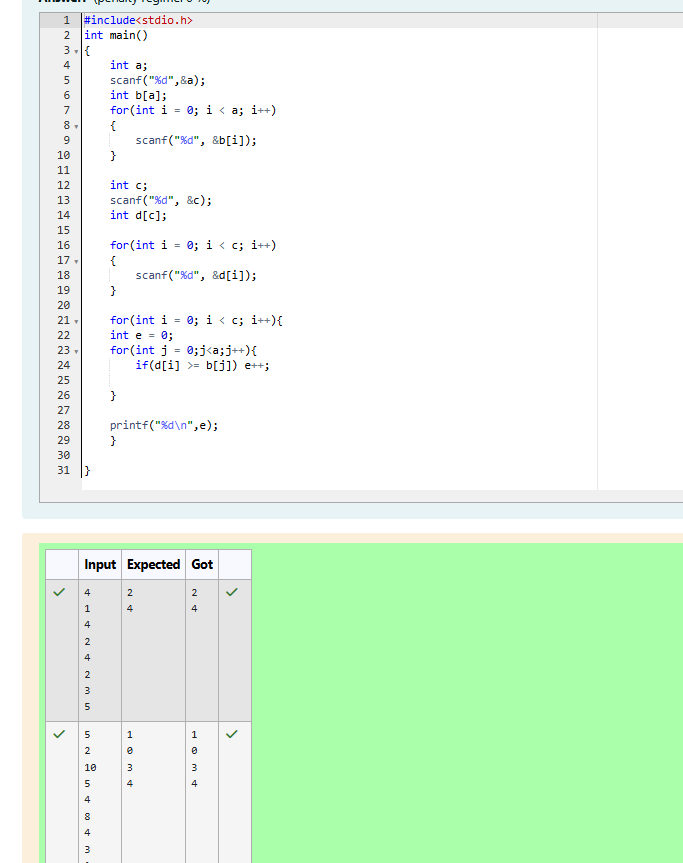 Answer: (penalty regime: 0 %)
1 #include<stdio.h>
2 int main()
3 {
4 int a;
5 scanf("%d",&a);
6 int b[a];
7 for(int i = 0; i < a; i++)
8 {
9 scanf("%d", &b[i]);
10 }
11
12 int c;
13 scanf("%d", &c);
14 int d[c];
15
16 for(int i = 0; i < c; i++)
17 {
18 scanf("%d", &d[i]);
19 }
20
21 for(int i = 0; i < c; i++){
22 int e = 0;
23 for(int j = 0;j<a;j++){
24 if(d[i] >= b[j]) e++;
25
26 }
27
28 printf("%d\n",e);
29 }
30
31 }
Input Expected Got
4 2 2
1 4 4
4
2
4
2
3
5
5 1 1
2 0 0
10 3 3
5 4 4
4
8
4
3